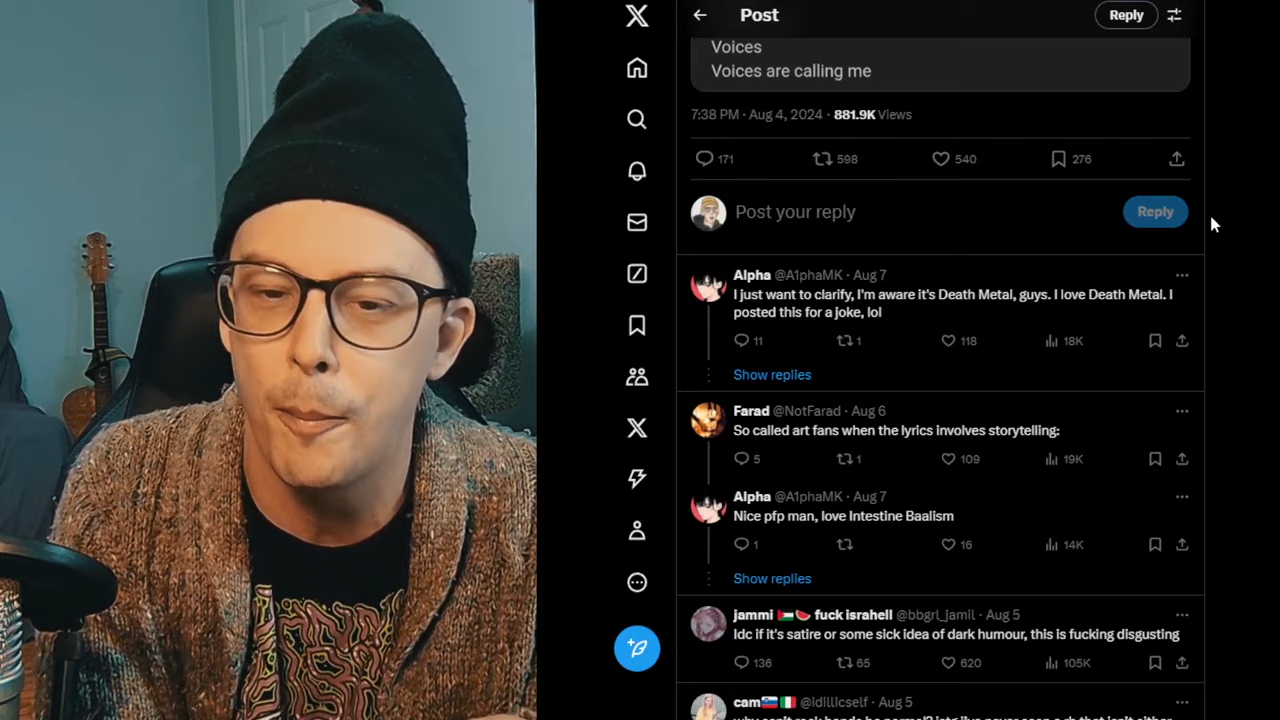 Post
Reply
Voices
Voices are calling me
7:38 PM · Aug 4, 2024 · 881.9K Views
171 598 540 276
Post your reply
Reply
Alpha @A1phaMK · Aug 7
I just want to clarify, I'm aware it's Death Metal, guys. I love Death Metal. I
posted this for a joke, lol
11 1 118 18K
Show replies
Farad @NotFarad · Aug 6
So called art fans when the lyrics involves storytelling:
5 1 109 19K
Alpha @A1phaMK · Aug 7
Nice pfp man, love Intestine Baalism
1 16 14K
Show replies
jammi 🇵🇸🍉 fuck isra​hell @bbgrl_jamil · Aug 5
Idc if it's satire or some sick idea of dark humour, this is fucking disgusting
136 65 620 105K
cam🇸🇮🇮🇹 @idillicself · Aug 5